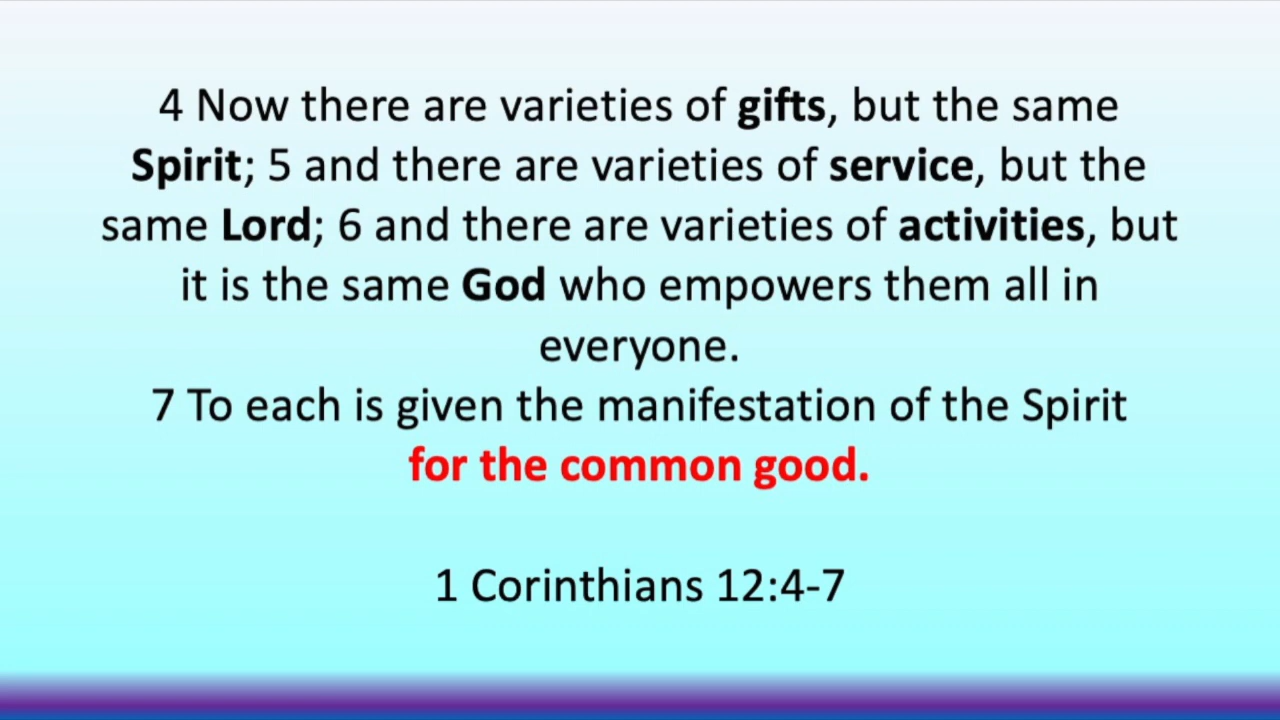 4 Now there are varieties of gifts, but the same
Spirit; 5 and there are varieties of service, but the
same Lord; 6 and there are varieties of activities, but
it is the same God who empowers them all in
everyone.
7 To each is given the manifestation of the Spirit
for the common good.
1 Corinthians 12:4-7